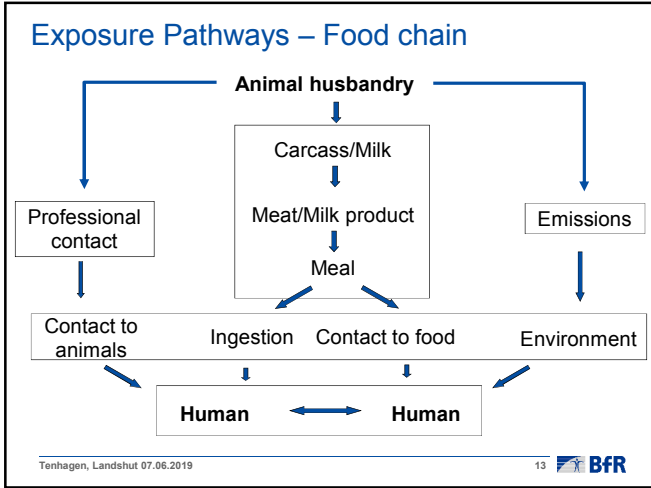 Exposure Pathways – Food chain
Animal husbandry
Carcass/Milk
Professional
contact
Meat/Milk product
Emissions
Meal
Contact to
animals
Ingestion
Contact to food
Environment
Human
Human
Tenhagen, Landshut 07.06.2019
13
BfR